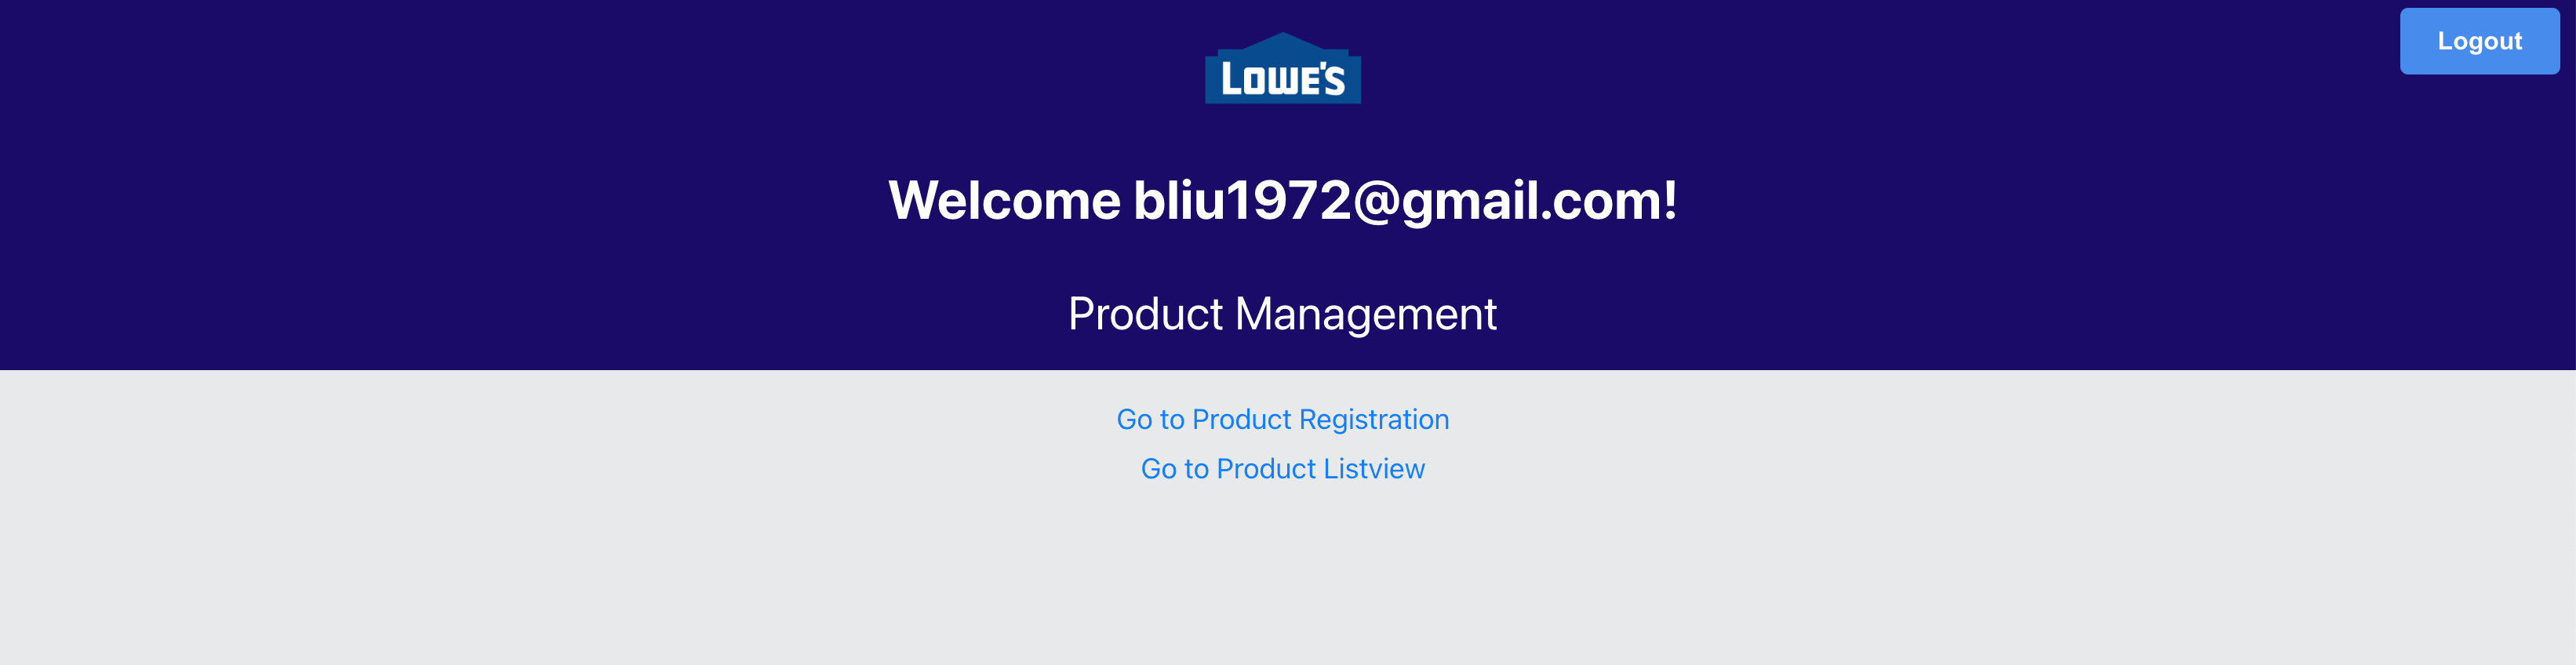 Logout
LOWE'S
Welcome bliu1972@gmail.com!
Product Management
Go to Product Registration
Go to Product Listview